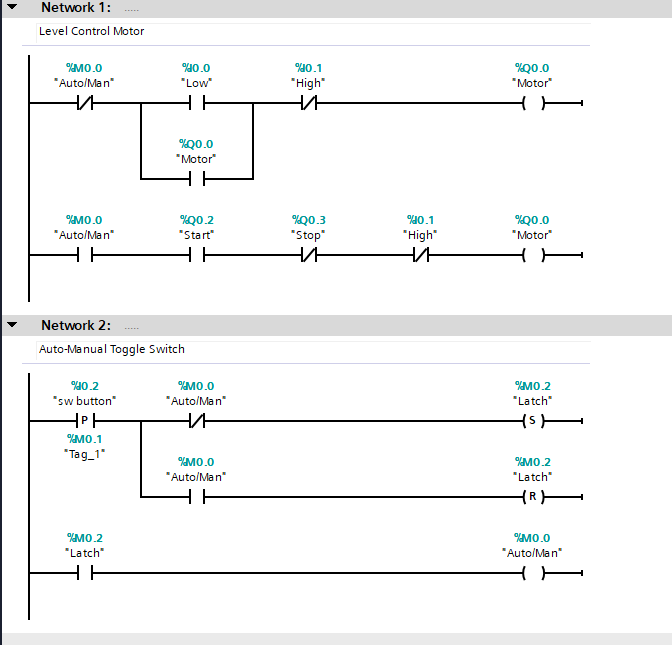 Network 1: .....
Level Control Motor
%M0.0 %I0.0 %I0.1 %Q0.0
"Auto/Man" "Low" "High" "Motor"
%Q0.0
"Motor"
%M0.0 %Q0.2 %Q0.3 %I0.1 %Q0.0
"Auto/Man" "Start" "Stop" "High" "Motor"
Network 2: .....
Auto-Manual Toggle Switch
%I0.2 %M0.0 %M0.2
"sw button" "Auto/Man" "Latch"
P S
%M0.1
"Tag_1"
%M0.0 %M0.2
"Auto/Man" "Latch"
R
%M0.2 %M0.0
"Latch" "Auto/Man"